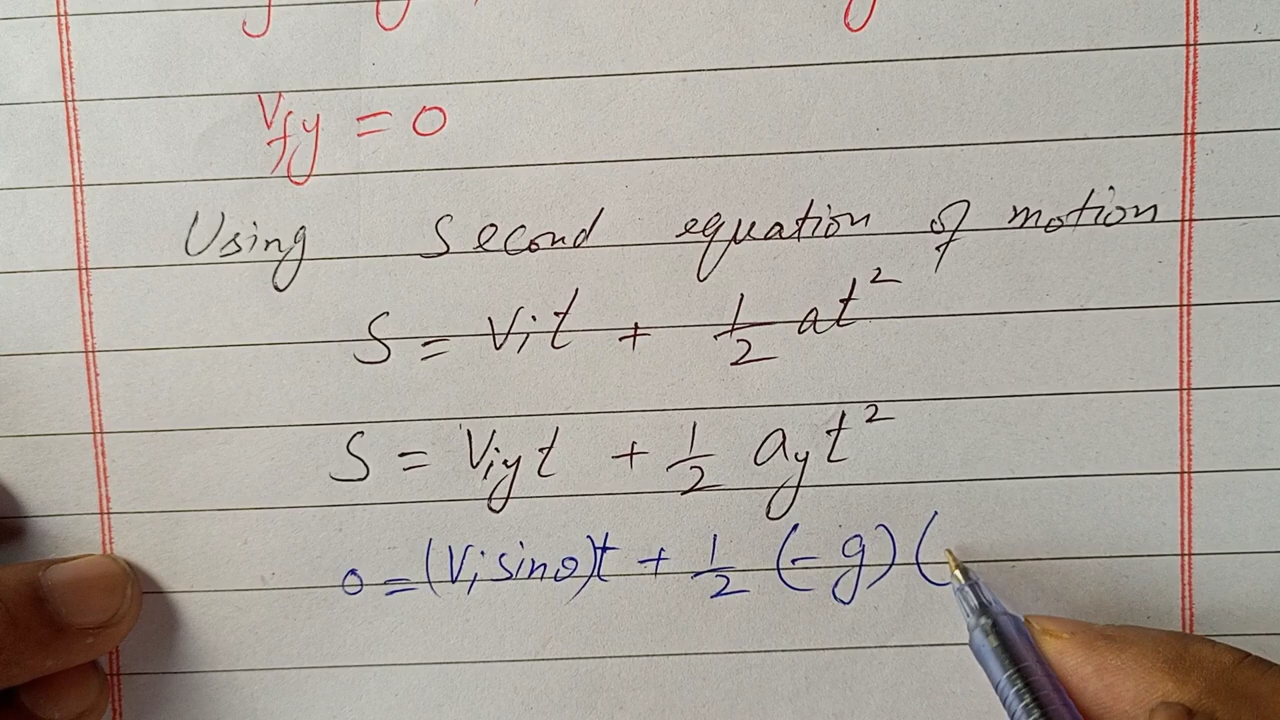 Vfy = 0
Using Second equation of motion
S = Vit + 1/2 at²
S = Viyt + 1/2 ayt²
0 = (Vi sinθ)t + 1/2 (-g) (